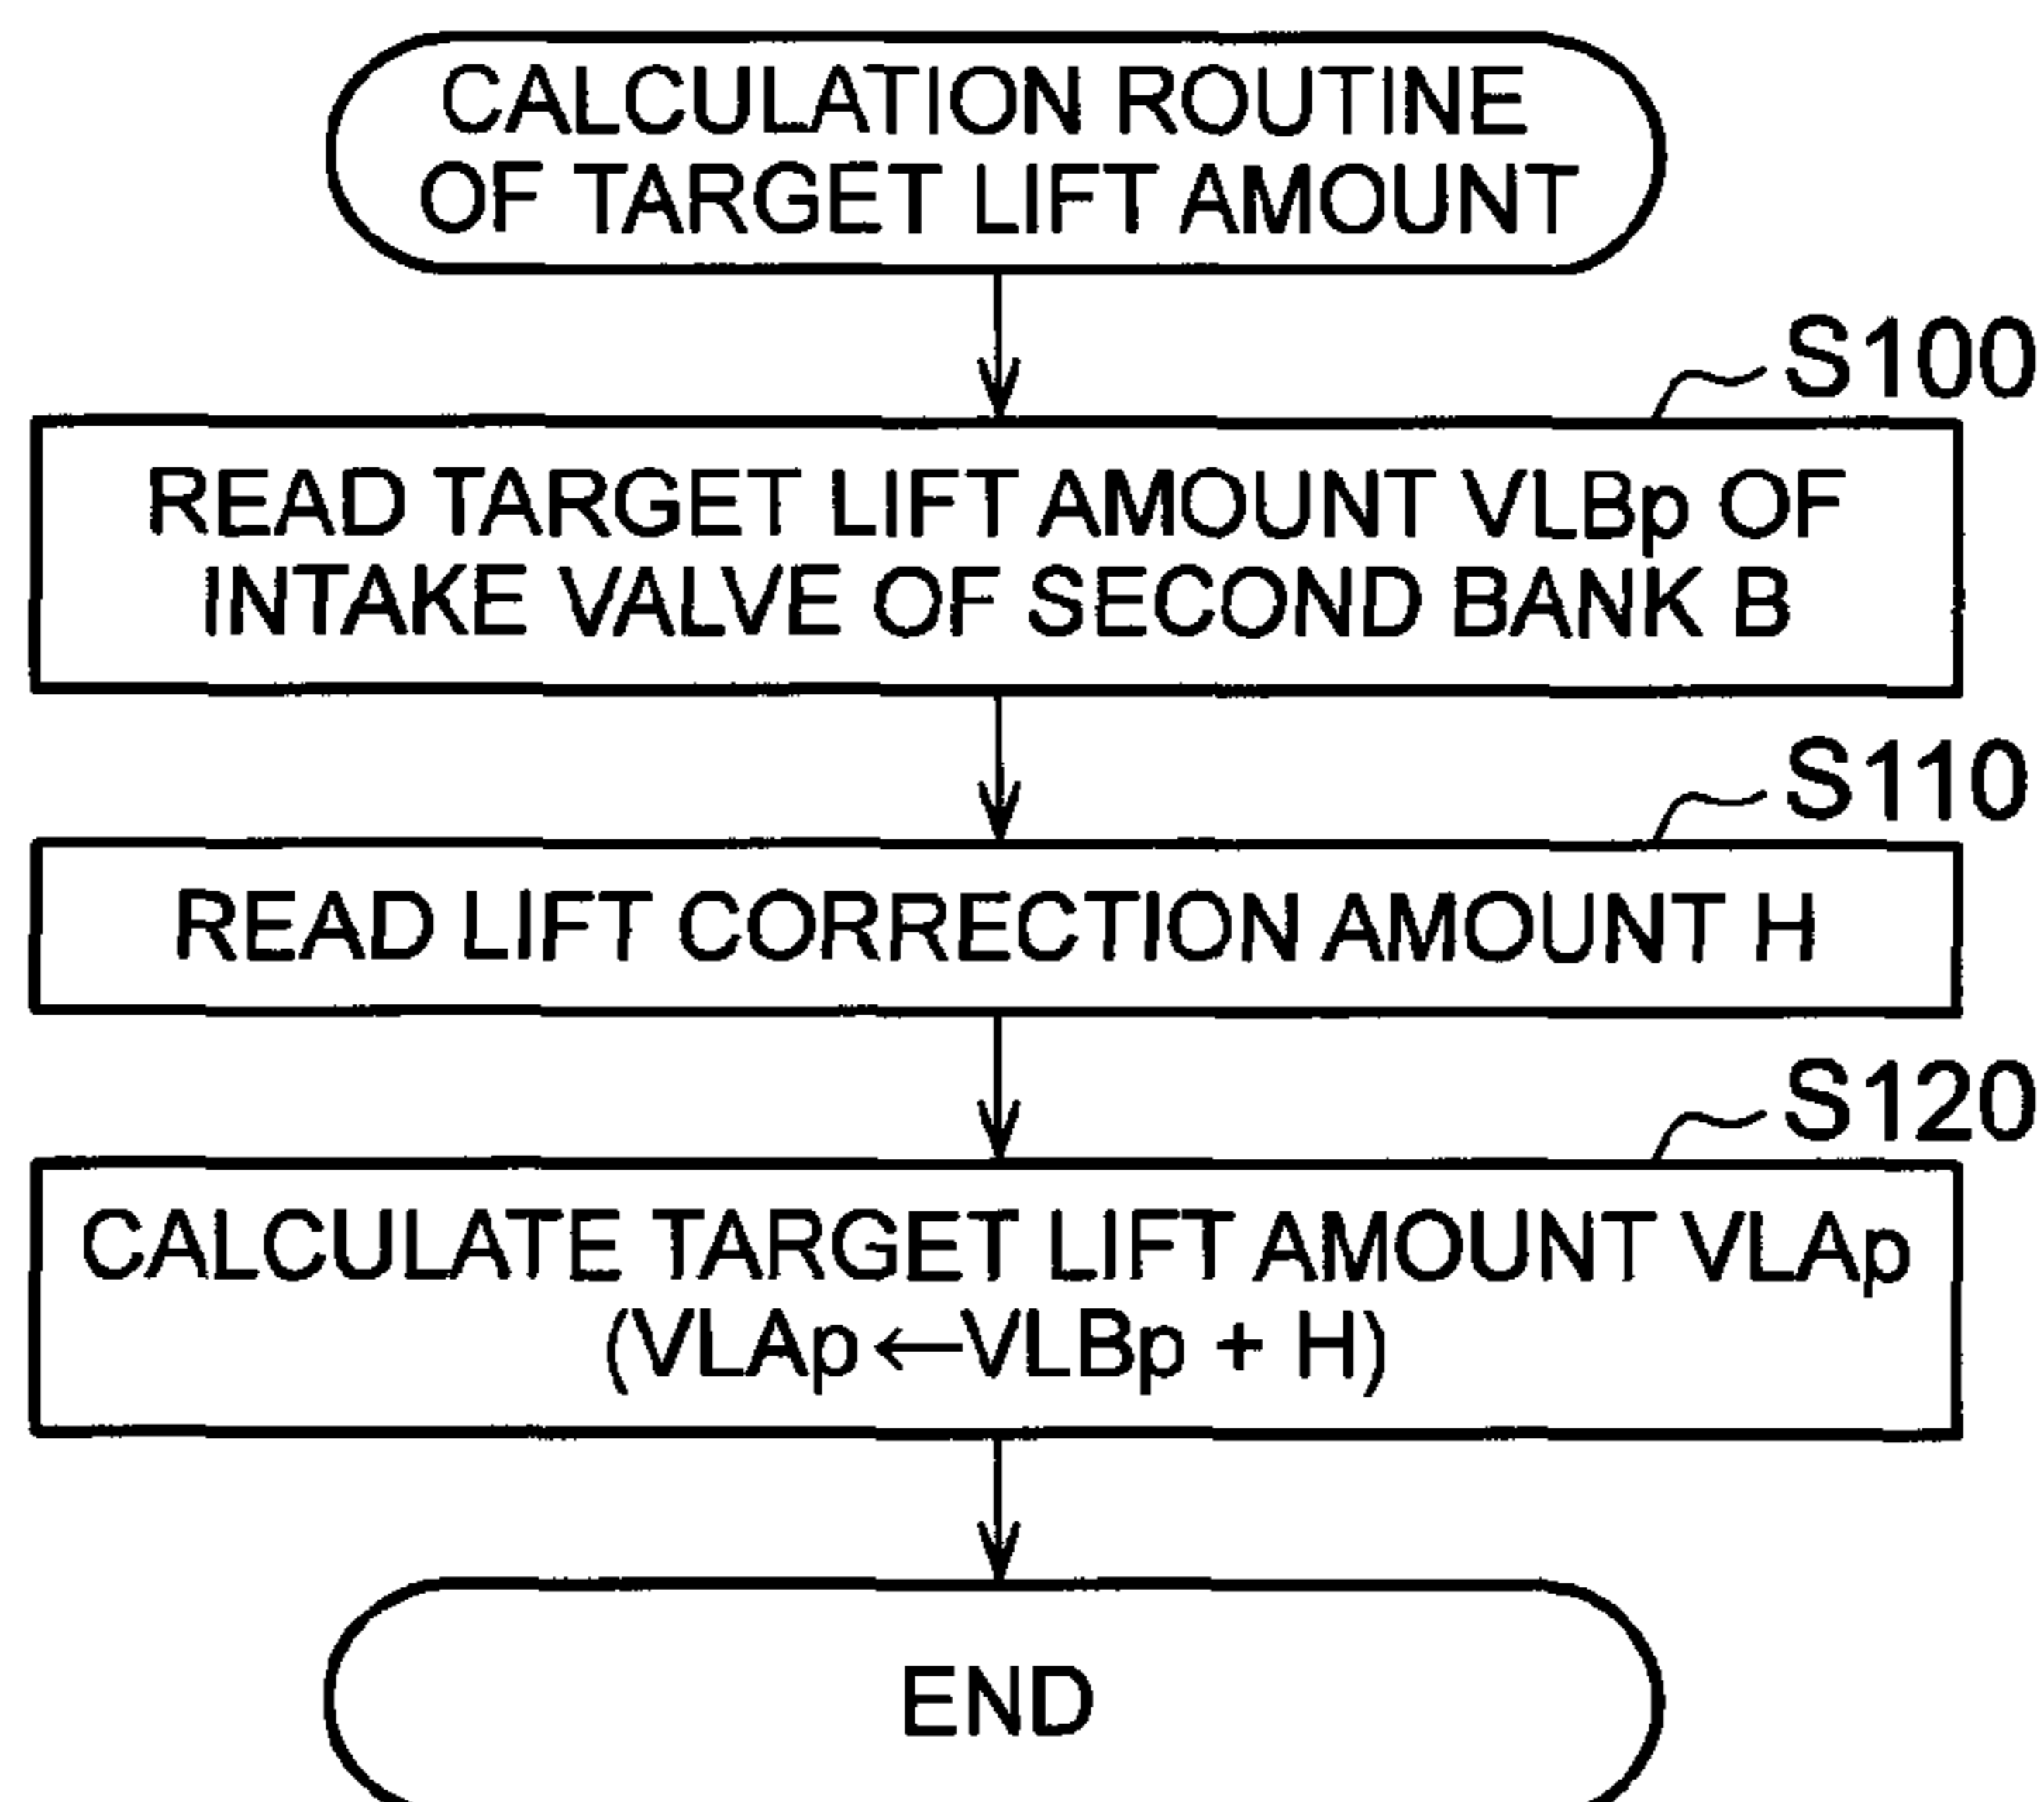 CALCULATION ROUTINE
OF TARGET LIFT AMOUNT
S100
READ TARGET LIFT AMOUNT VLBp OF
INTAKE VALVE OF SECOND BANK B
S110
READ LIFT CORRECTION AMOUNT H
S120
CALCULATE TARGET LIFT AMOUNT VLAp
(VLAp←VLBp + H)
END